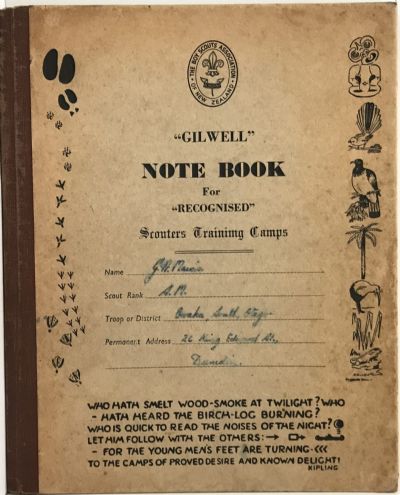 THE BOY SCOUTS ASSOCIATION
OF NEW ZEALAND
"GILWELL"
NOTE BOOK
For
"RECOGNISED"
Scouters Training Camps
Name
Scout Rank S.M.
Troop or District Owaka, South Otago
Permanent Address 26 King Edward St.,
Dunedin.
WHO HATH SMELT WOOD-SMOKE AT TWILIGHT? WHO
- HATH HEARD THE BIRCH-LOG BURNING?
WHO IS QUICK TO READ THE NOISES OF THE NIGHT?
LET HIM FOLLOW WITH THE OTHERS:→
- FOR THE YOUNG MEN'S FEET ARE TURNING
TO THE CAMPS OF PROVED DESIRE AND KNOWN DELIGHT!
KIPLING